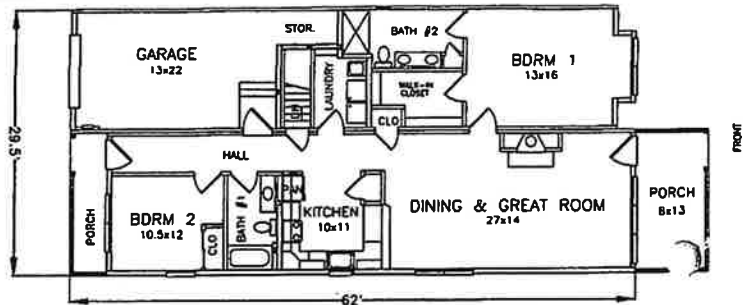 STOR.
BATH #2
GARAGE
13x22
BDRM 1
13x16
LAUNDRY
WALK-IN
CLOSET
UP
CLO
29.5'
FRONT
HALL
PAN
BDRM 2
10.5x12
BATH #1
KITCHEN
10x11
DINING & GREAT ROOM
27x14
PORCH
8x13
PORCH
CLO
62'